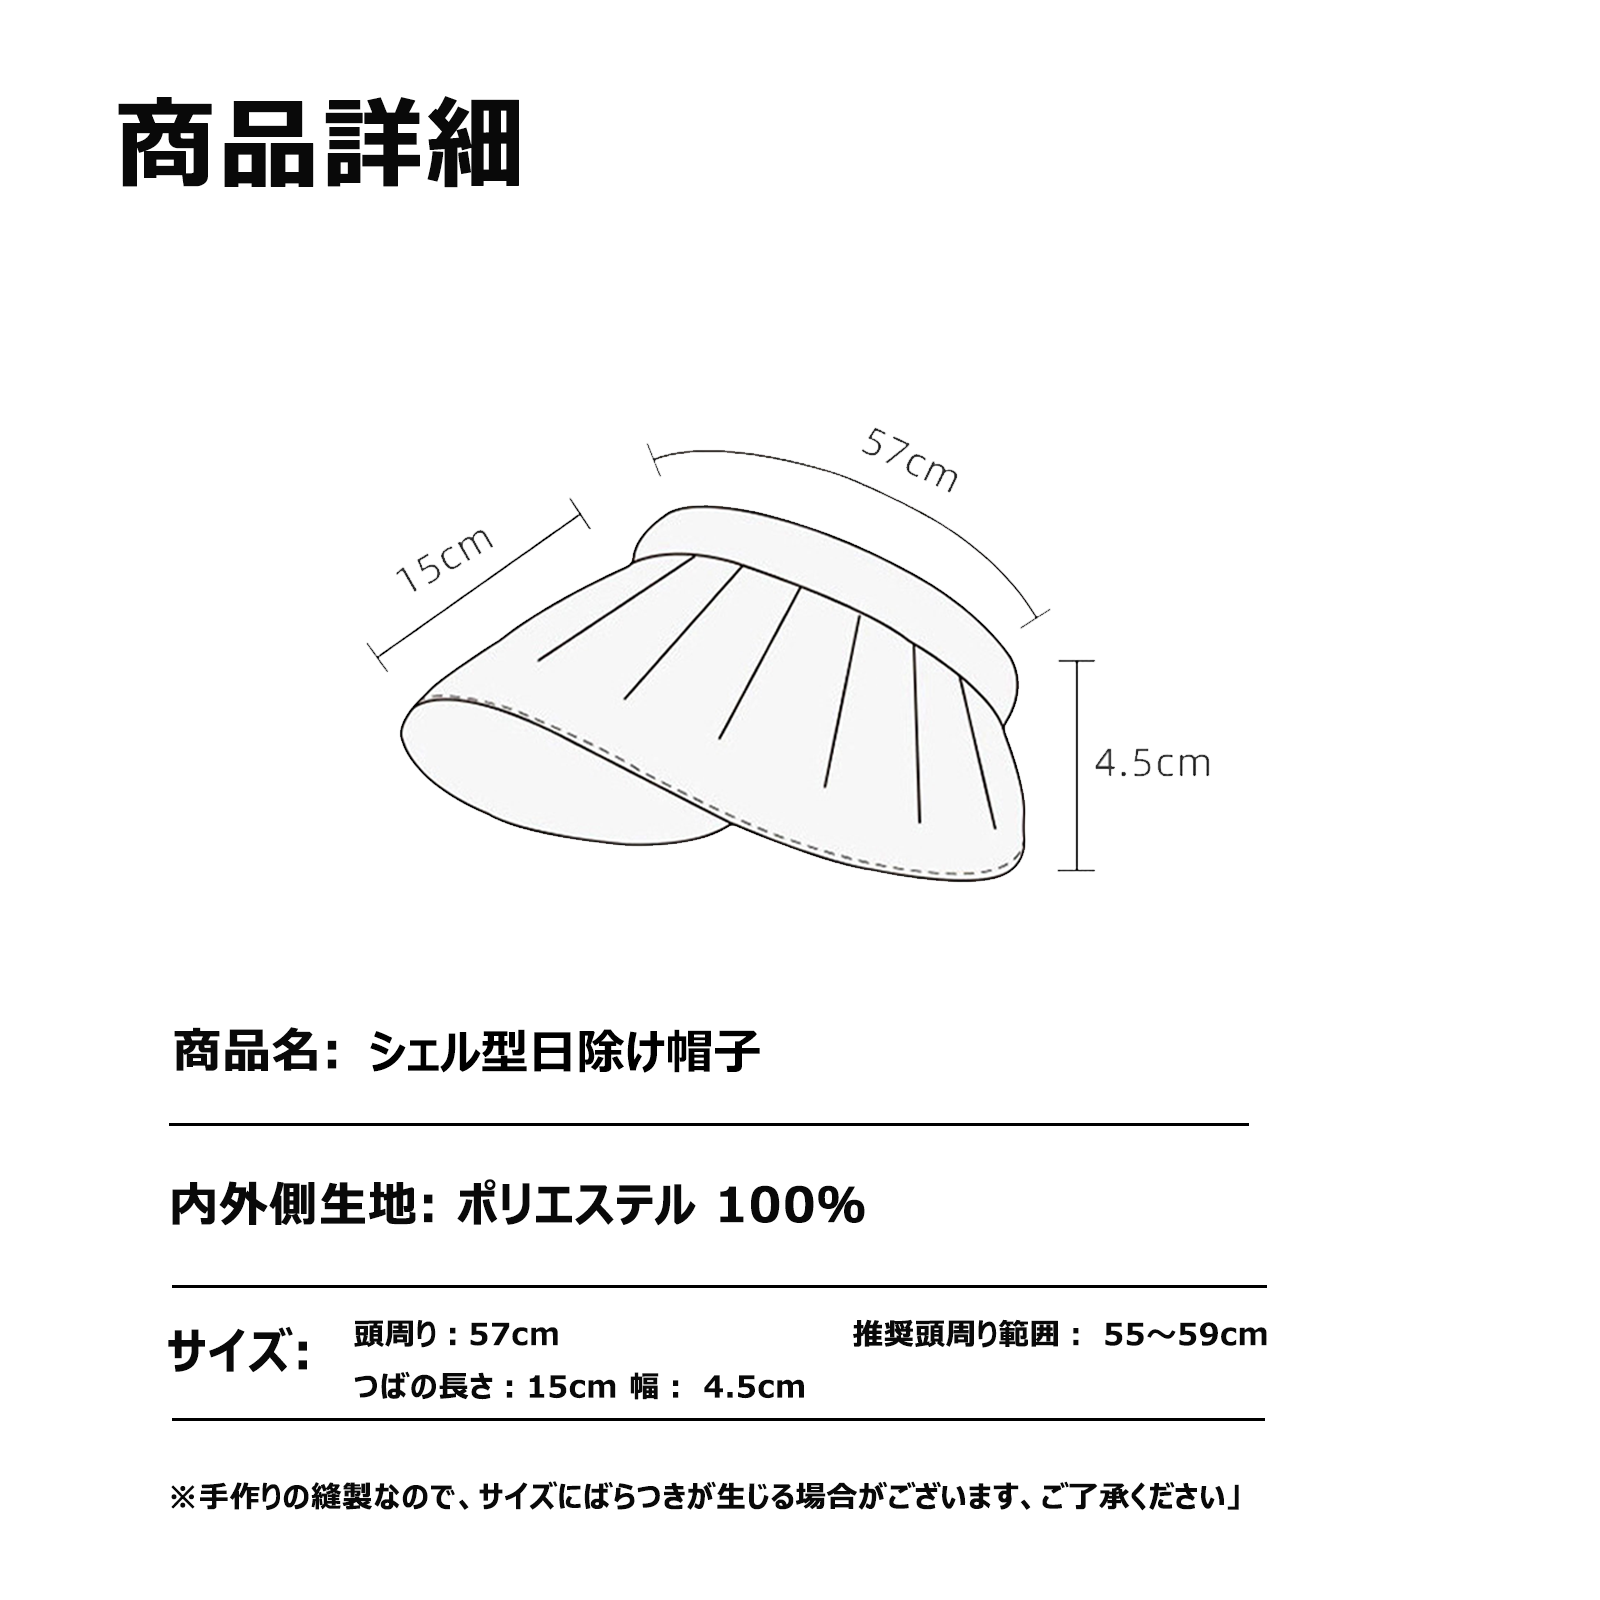 商品詳細
57cm
15cm
4.5cm
商品名: シェル型日除け帽子
内外側生地: ポリエステル 100%
サイズ: 頭周り : 57cm 推奨頭周り範囲 : 55～59cm
つばの長さ : 15cm 幅 : 4.5cm
※手作りの縫製なので、サイズにばらつきが生じる場合がございます、ご了承ください」